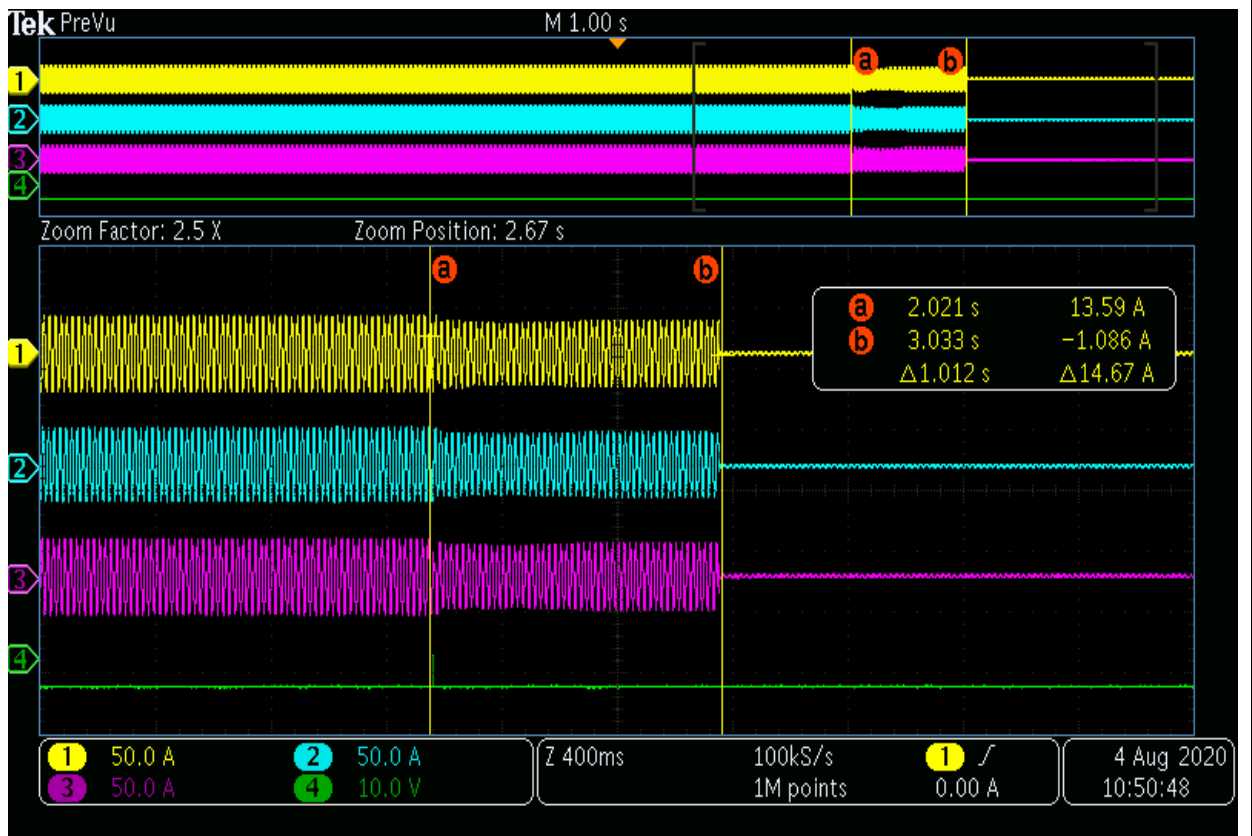 Tek PreVu M 1.00 s
a b
1
2
3
4
Zoom Factor: 2.5 X Zoom Position: 2.67 s
a b
a 2.021 s 13.59 A
b 3.033 s −1.086 A
△1.012 s △14.67 A
1
2
3
4
1 50.0 A 2 50.0 A Z 400ms 100kS/s 1 4 Aug 2020
3 50.0 A 4 10.0 V 1M points 0.00 A 10:50:48